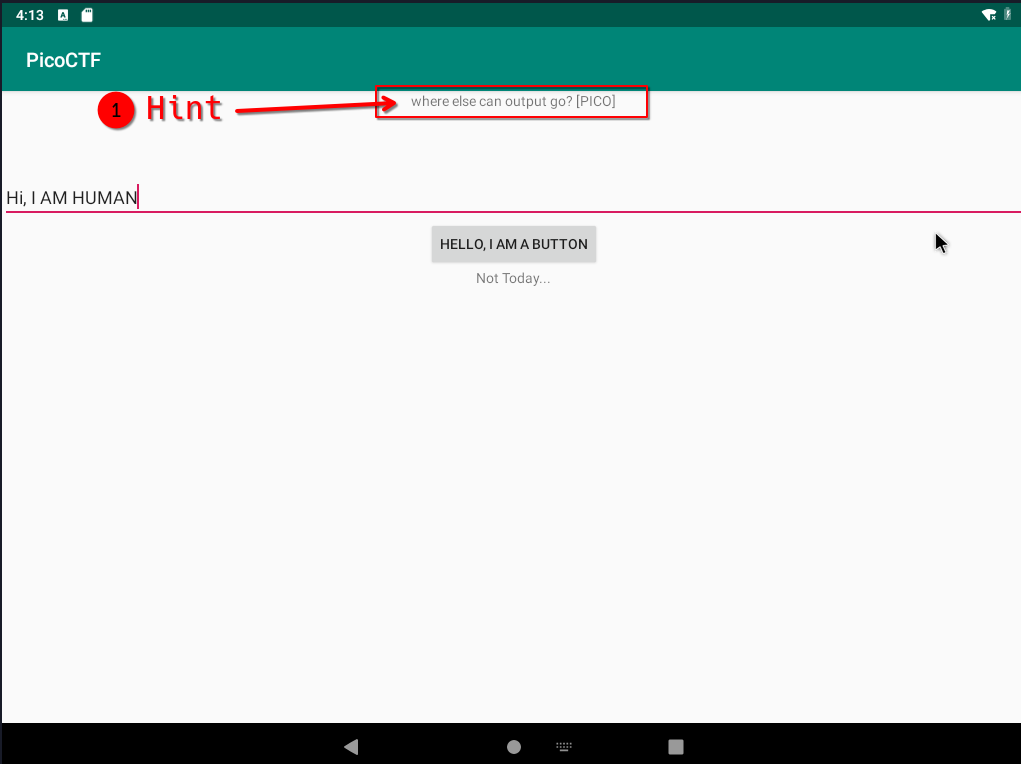 4:13
PicoCTF
1 Hint
where else can output go? [PICO]
Hi, I AM HUMAN
HELLO, I AM A BUTTON
Not Today...